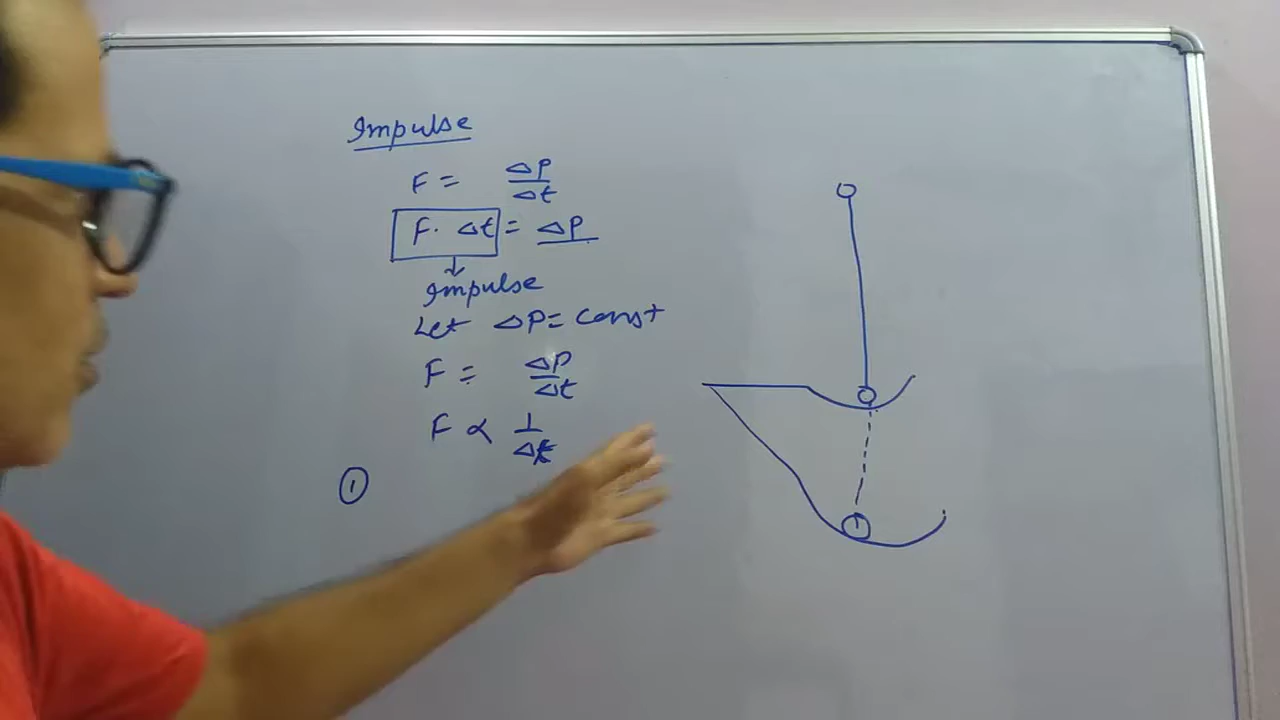 Impulse
F = ΔP/Δt
F. Δt = ΔP
Impulse
Let ΔP = const
F = ΔP/Δt
F ∝ 1/Δt
①